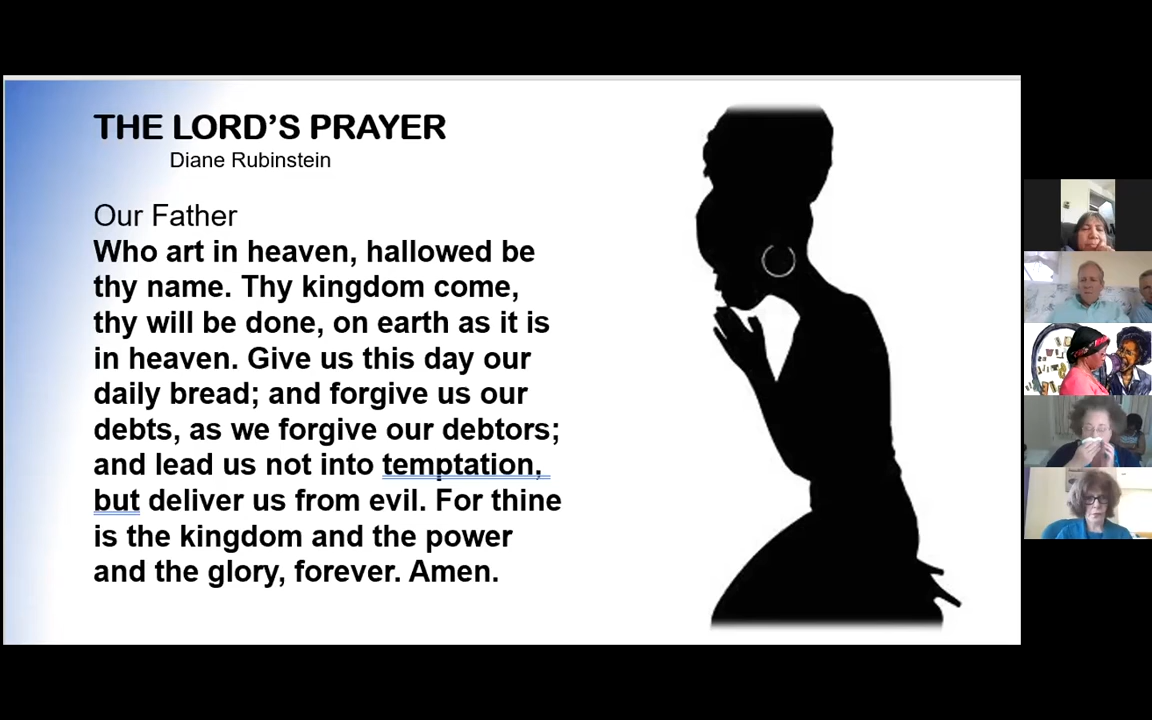 THE LORD’S PRAYER
Diane Rubinstein
Our Father
Who art in heaven, hallowed be
thy name. Thy kingdom come,
thy will be done, on earth as it is
in heaven. Give us this day our
daily bread; and forgive us our
debts, as we forgive our debtors;
and lead us not into temptation,
but deliver us from evil. For thine
is the kingdom and the power
and the glory, forever. Amen.